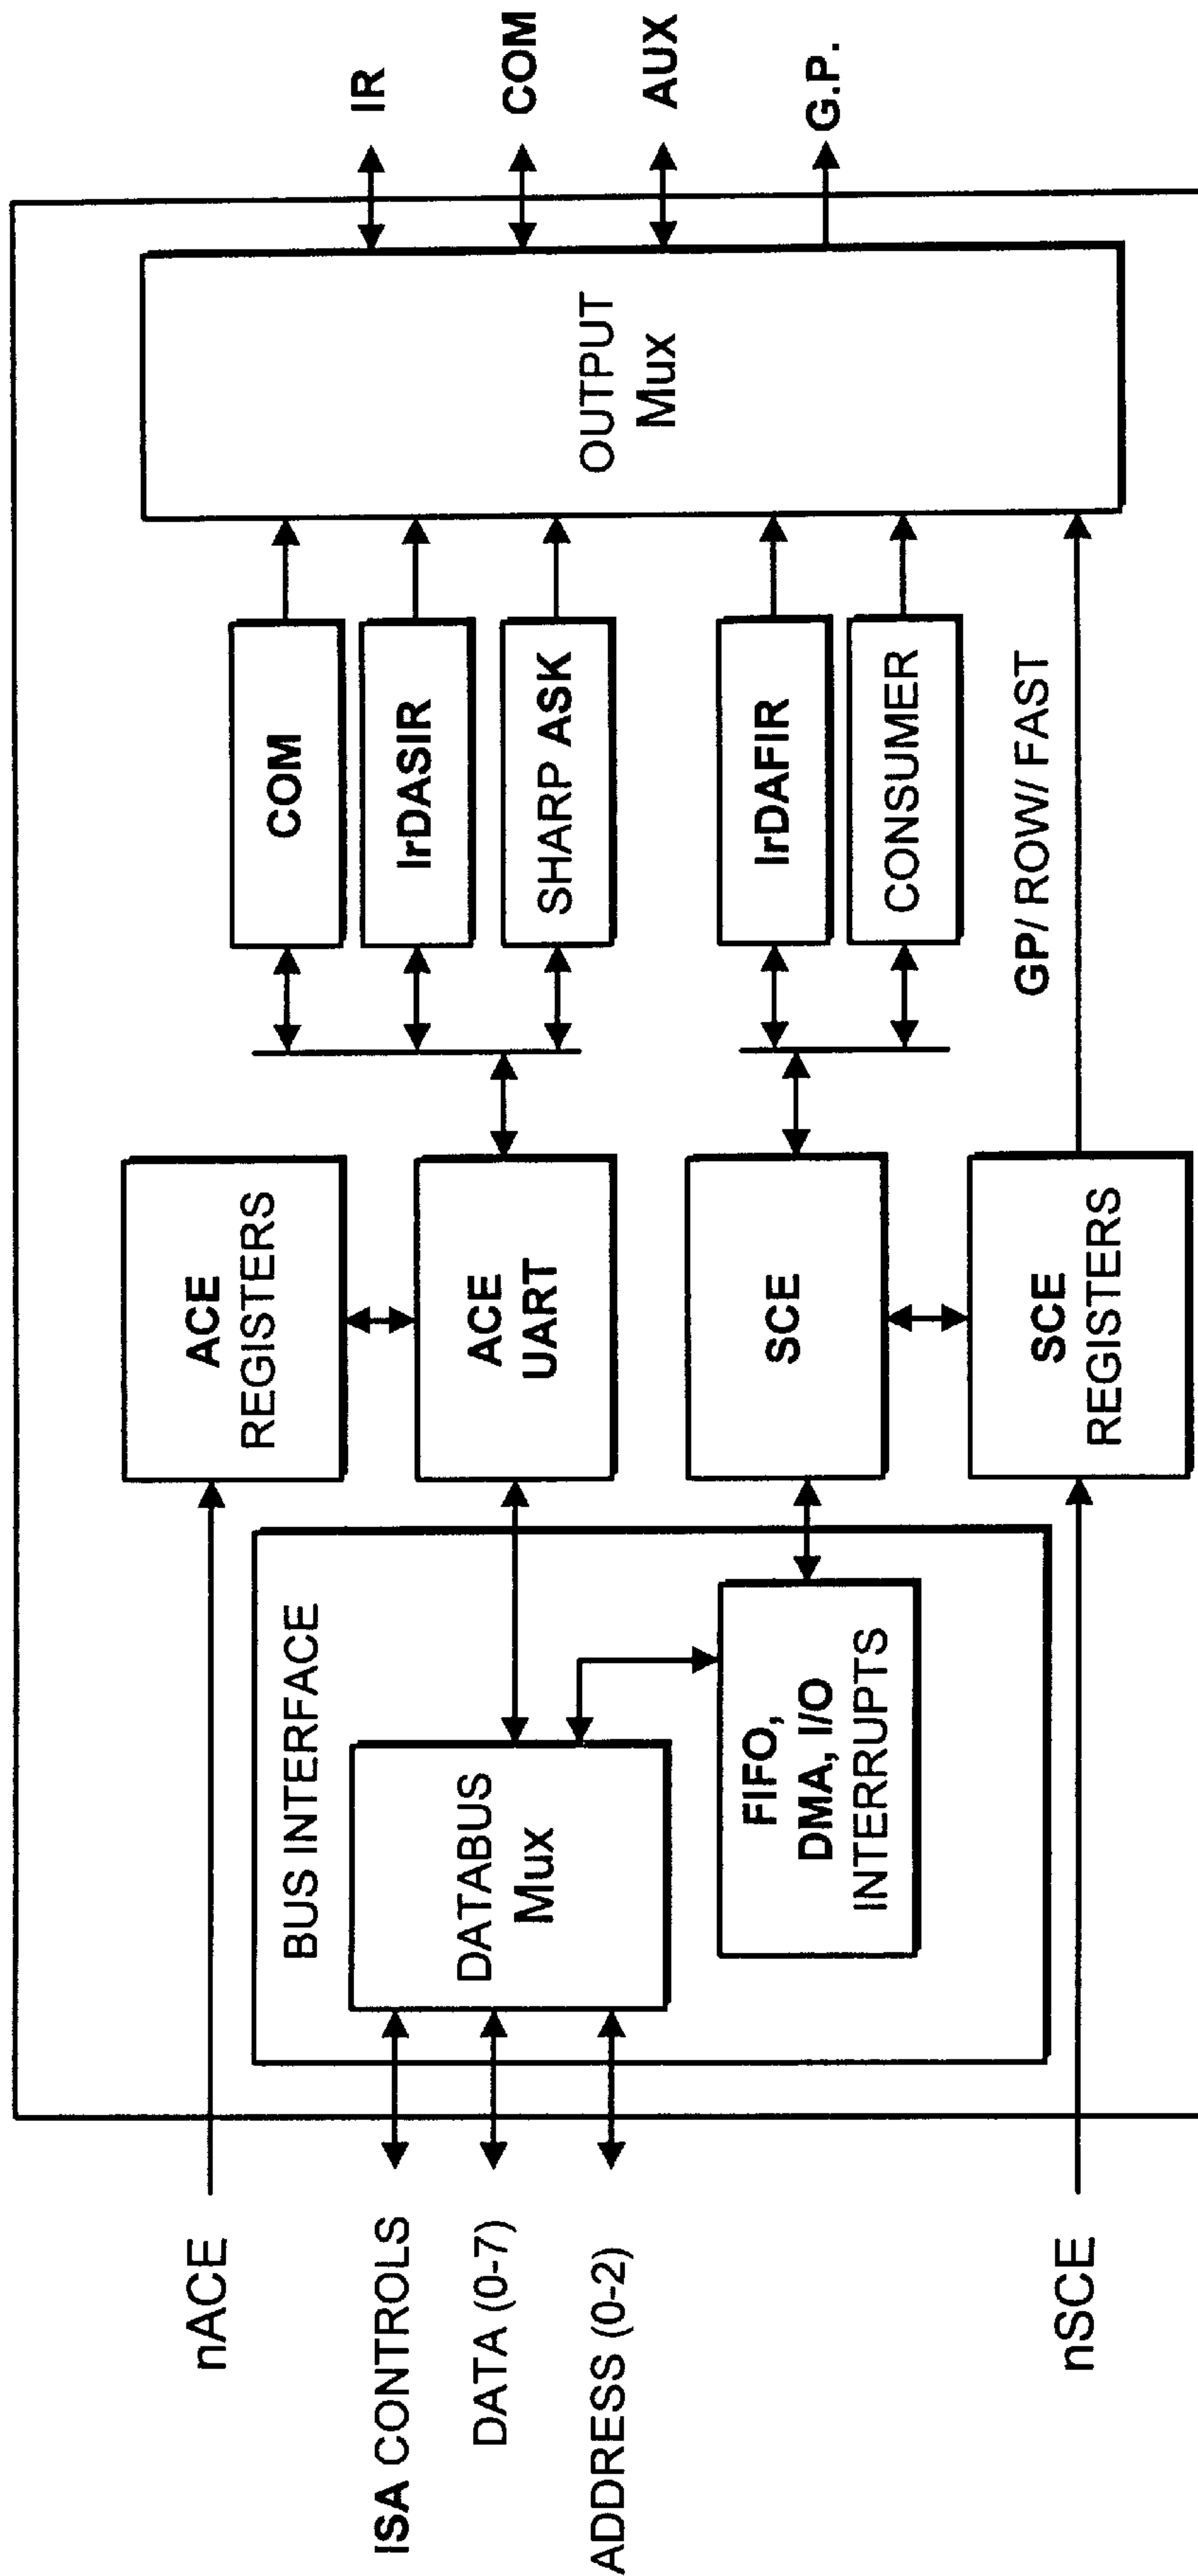 nACE
ISA CONTROLS
DATA (0-7)
ADDRESS (0-2)
nSCE
BUS INTERFACE
DATABUS
Mux
FIFO,
DMA, I/O
INTERRUPTS
ACE
REGISTERS
ACE
UART
SCE
SCE
REGISTERS
COM
IrDASIR
SHARP ASK
IrDAFIR
CONSUMER
GP/ ROW/ FAST
OUTPUT
Mux
IR
COM
AUX
G.P.